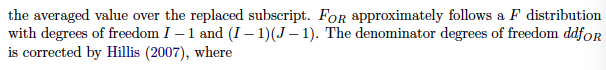 the averaged value over the replaced subscript. F_OR approximately follows a F distribution
with degrees of freedom I − 1 and (I − 1)(J − 1). The denominator degrees of freedom ddf_OR
is corrected by Hillis (2007), where